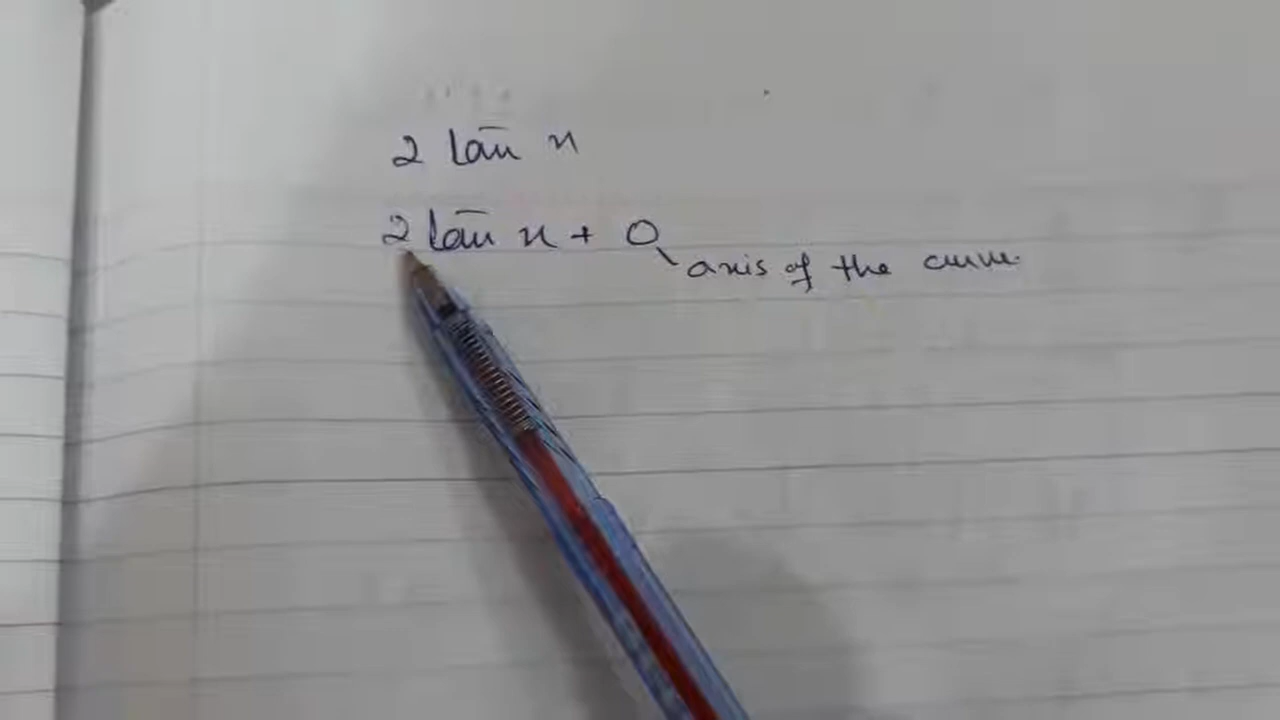 2 tan x
2 tan x + 0
axis of the curve